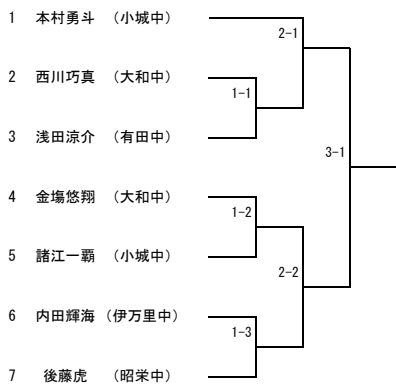 1 本村勇斗 （小城中）
2-1
2 西川巧真 （大和中）
1-1
3 浅田涼介 （有田中）
3-1
4 金塲悠翔 （大和中）
1-2
5 諸江一覇 （小城中）
2-2
6 内田輝海 （伊万里中）
1-3
7 後藤虎 （昭栄中）